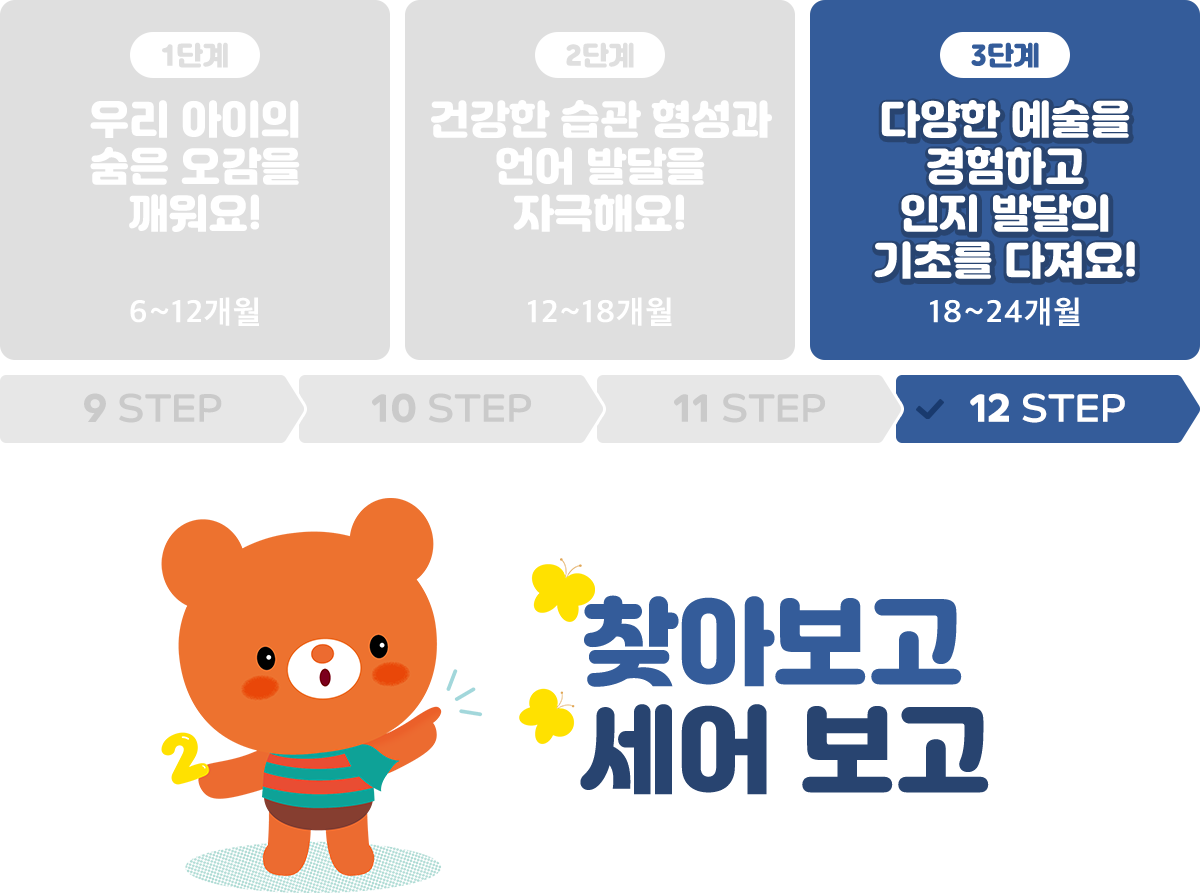 1단계
우리 아이의
숨은 오감을
깨워요!
6~12개월
2단계
건강한 습관 형성과
언어 발달을
자극해요!
12~18개월
3단계
다양한 예술을
경험하고
인지 발달의
기초를 다져요!
18~24개월
9 STEP
10 STEP
11 STEP
12 STEP
2
찾아보고
세어 보고